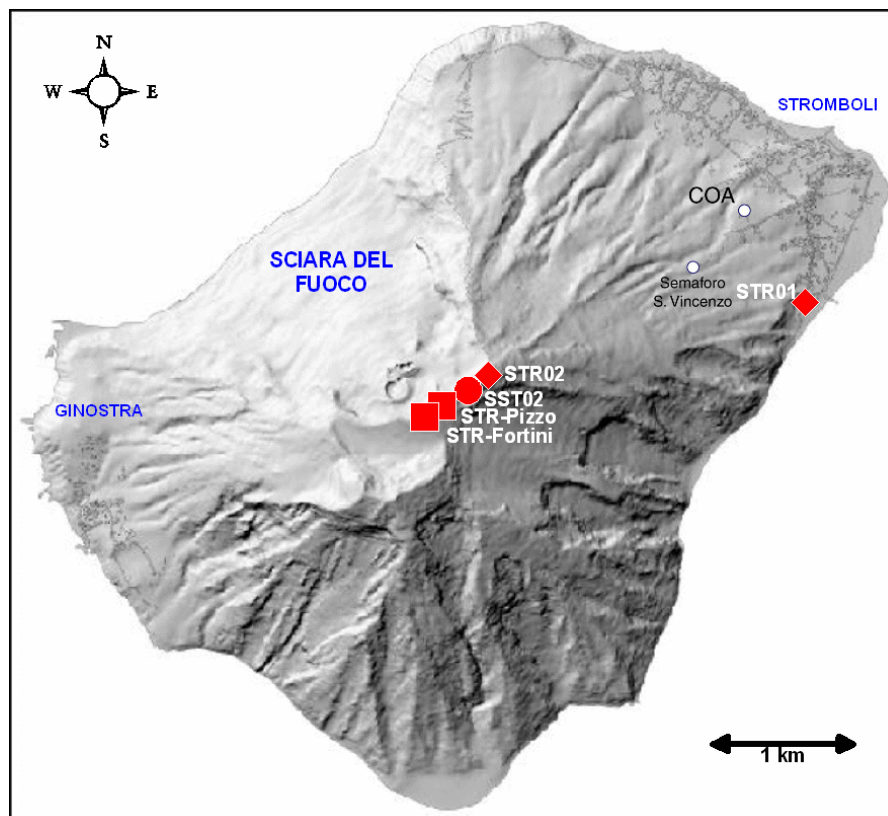 N
W E
S
STROMBOLI
COA
SCIARA DEL
FUOCO
Semaforo
S. Vincenzo
STR01
STR02
SST02
GINOSTRA
STR-Pizzo
STR-Fortini
1 km